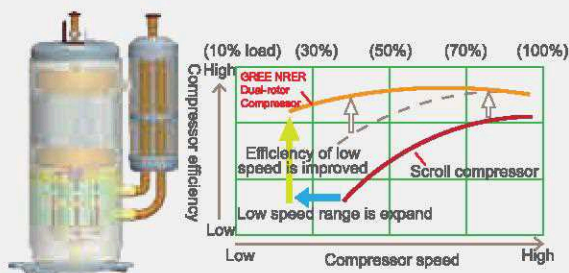 (10% load) (30%) (50%) (70%) (100%)
High
GREE NRER
Dual-rotor
Compressor
Compressor efficiency
Efficiency of low
speed is improved
Scroll compressor
Low speed range is expand
Low
Low Compressor speed High